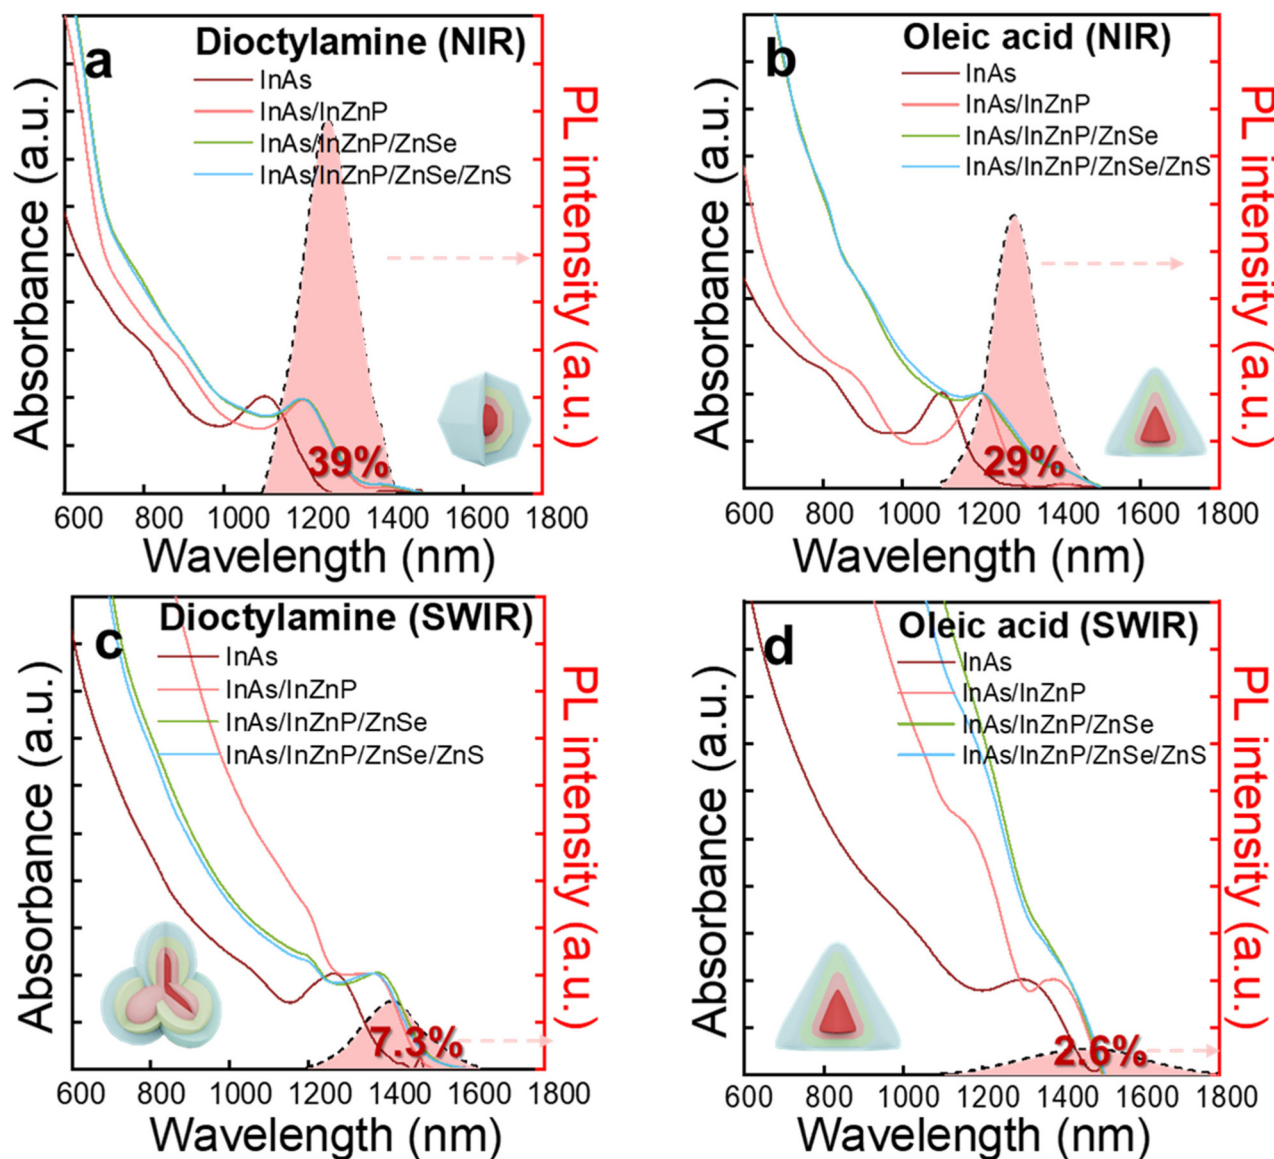 a
Dioctylamine (NIR)
InAs
InAs/InZnP
InAs/InZnP/ZnSe
InAs/InZnP/ZnSe/ZnS
39%
Absorbance (a.u.)
PL intensity (a.u.)
600 800 1000 1200 1400 1600 1800
Wavelength (nm)
b
Oleic acid (NIR)
InAs
InAs/InZnP
InAs/InZnP/ZnSe
InAs/InZnP/ZnSe/ZnS
29%
Absorbance (a.u.)
PL intensity (a.u.)
600 800 1000 1200 1400 1600 1800
Wavelength (nm)
c
Dioctylamine (SWIR)
InAs
InAs/InZnP
InAs/InZnP/ZnSe
InAs/InZnP/ZnSe/ZnS
7.3%
Absorbance (a.u.)
PL intensity (a.u.)
600 800 1000 1200 1400 1600 1800
Wavelength (nm)
d
Oleic acid (SWIR)
InAs
InAs/InZnP
InAs/InZnP/ZnSe
InAs/InZnP/ZnSe/ZnS
2.6%
Absorbance (a.u.)
PL intensity (a.u.)
600 800 1000 1200 1400 1600 1800
Wavelength (nm)